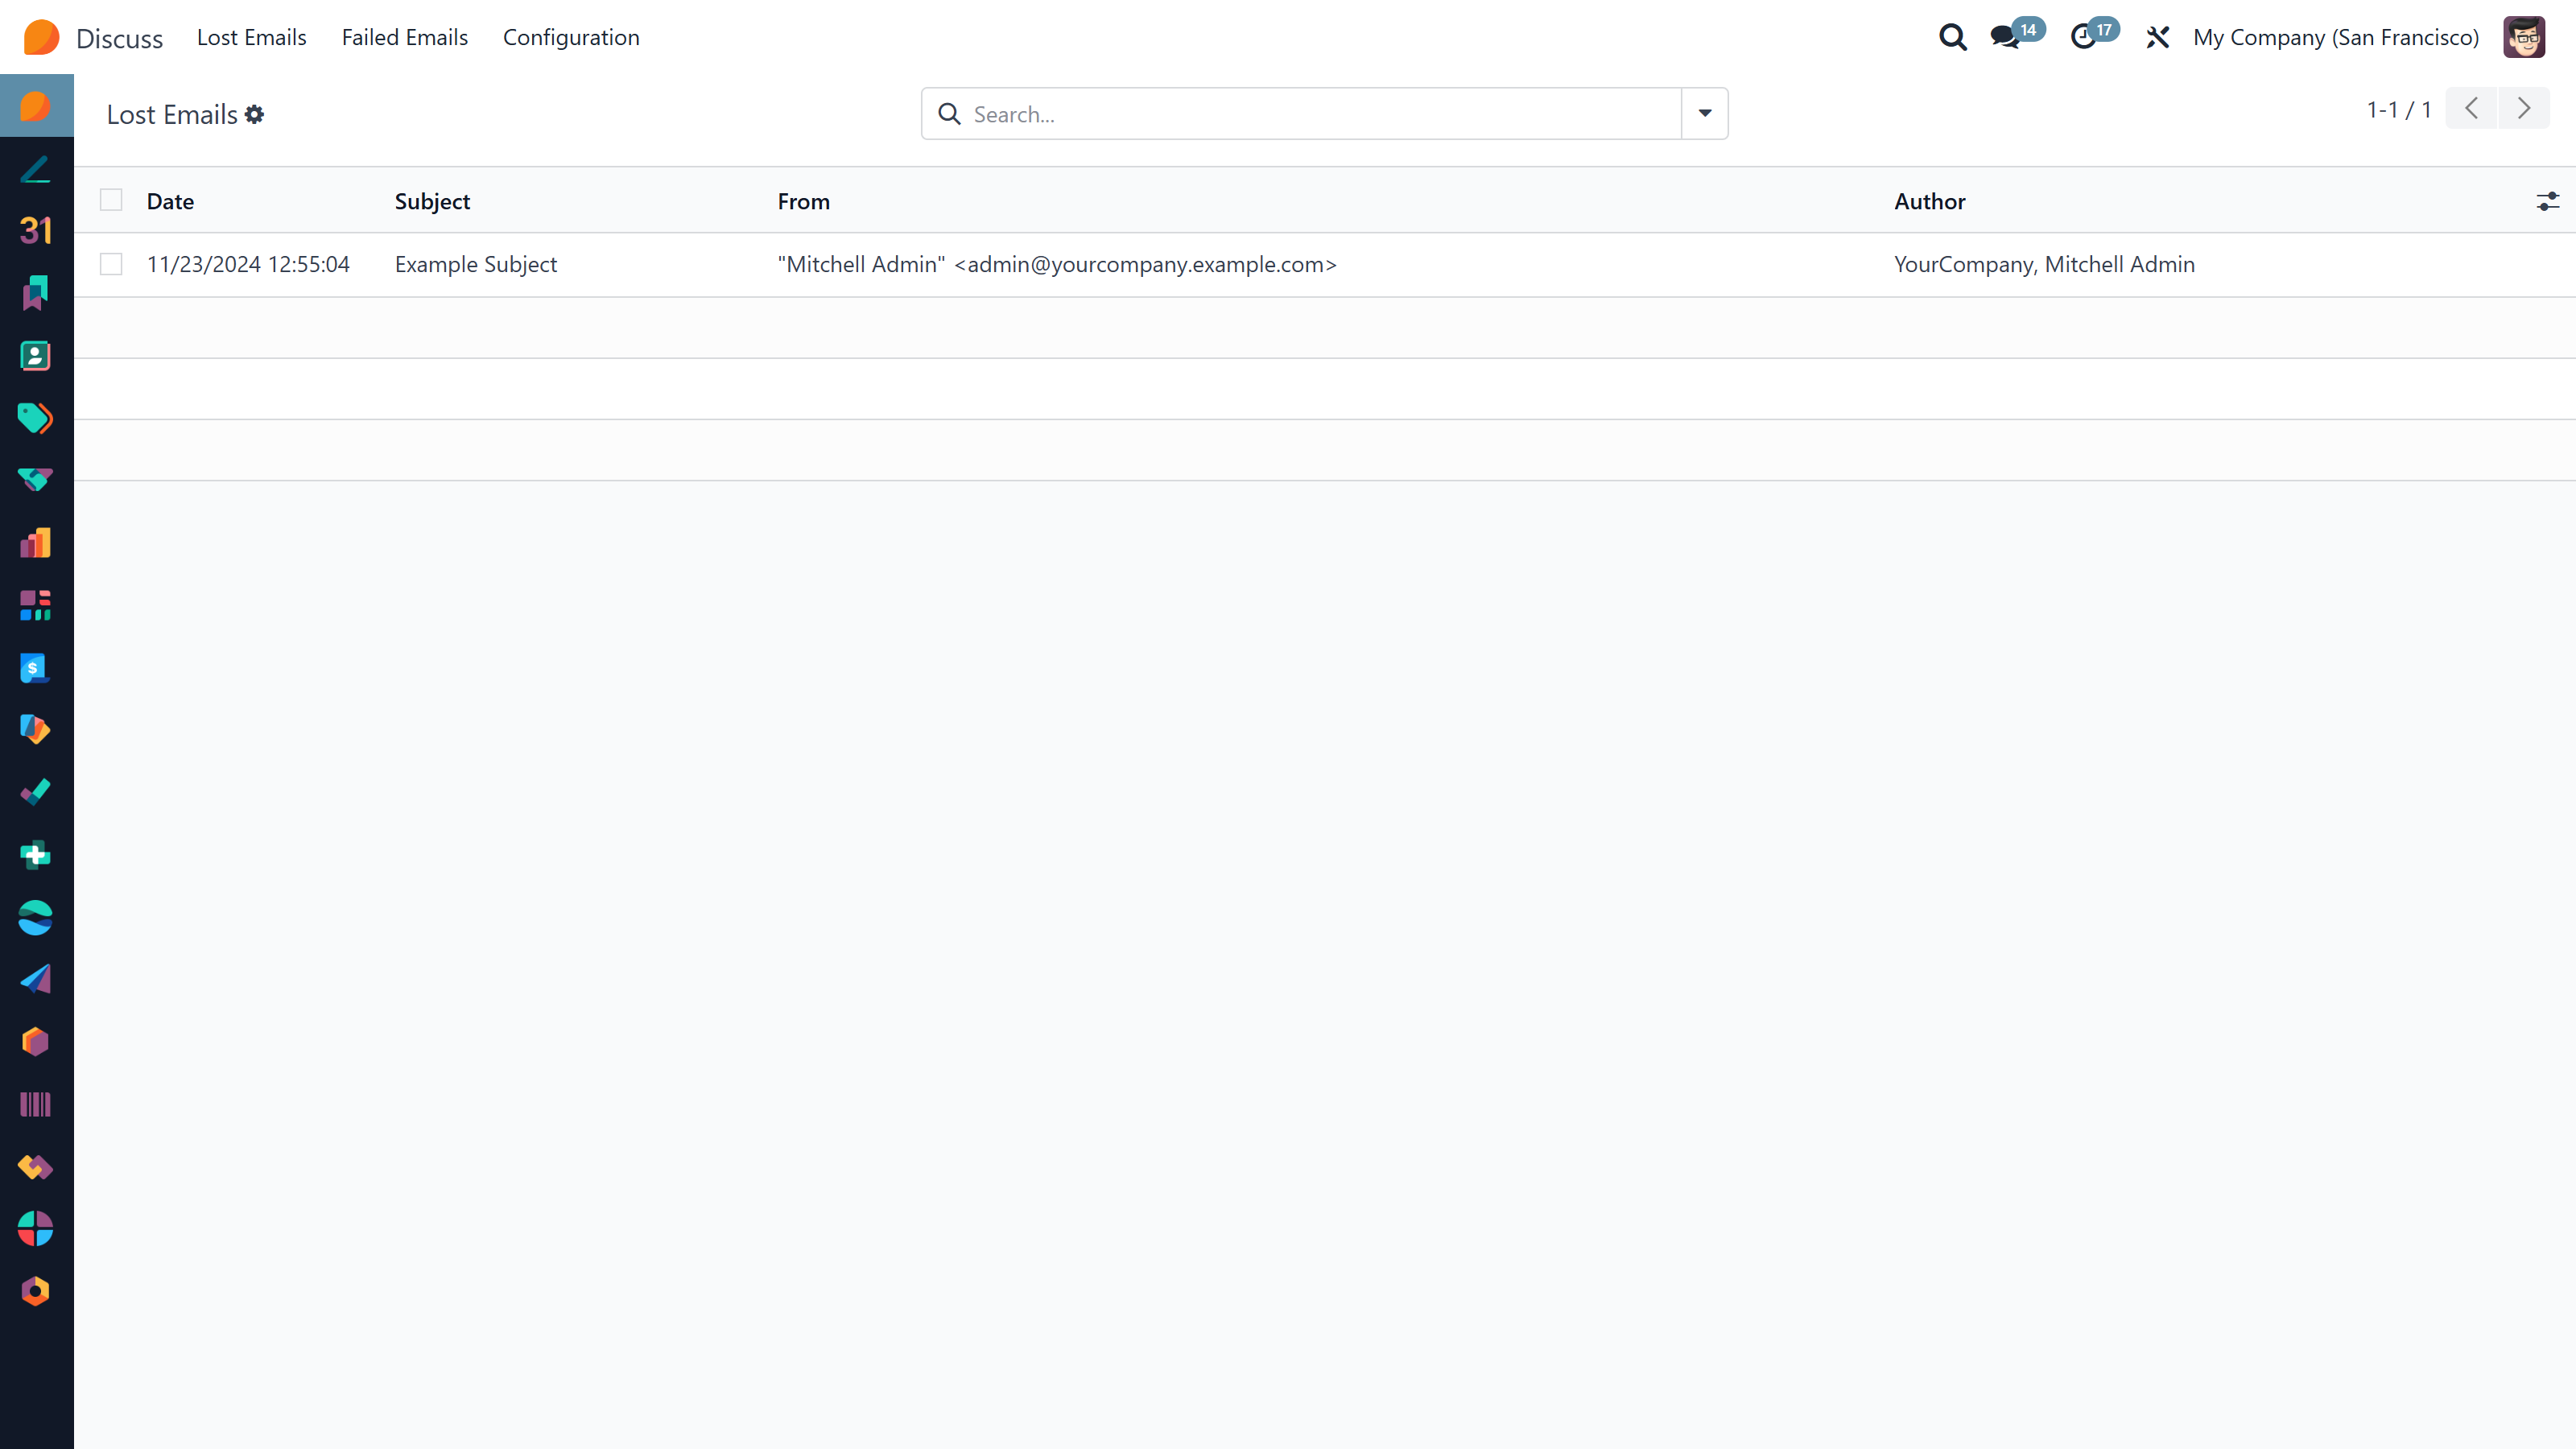 Discuss Lost Emails Failed Emails Configuration 14 17 My Company (San Francisco)
Lost Emails Search... 1-1 / 1
Date Subject From Author
11/23/2024 12:55:04 Example Subject "Mitchell Admin" <admin@yourcompany.example.com> YourCompany, Mitchell Admin
31
$